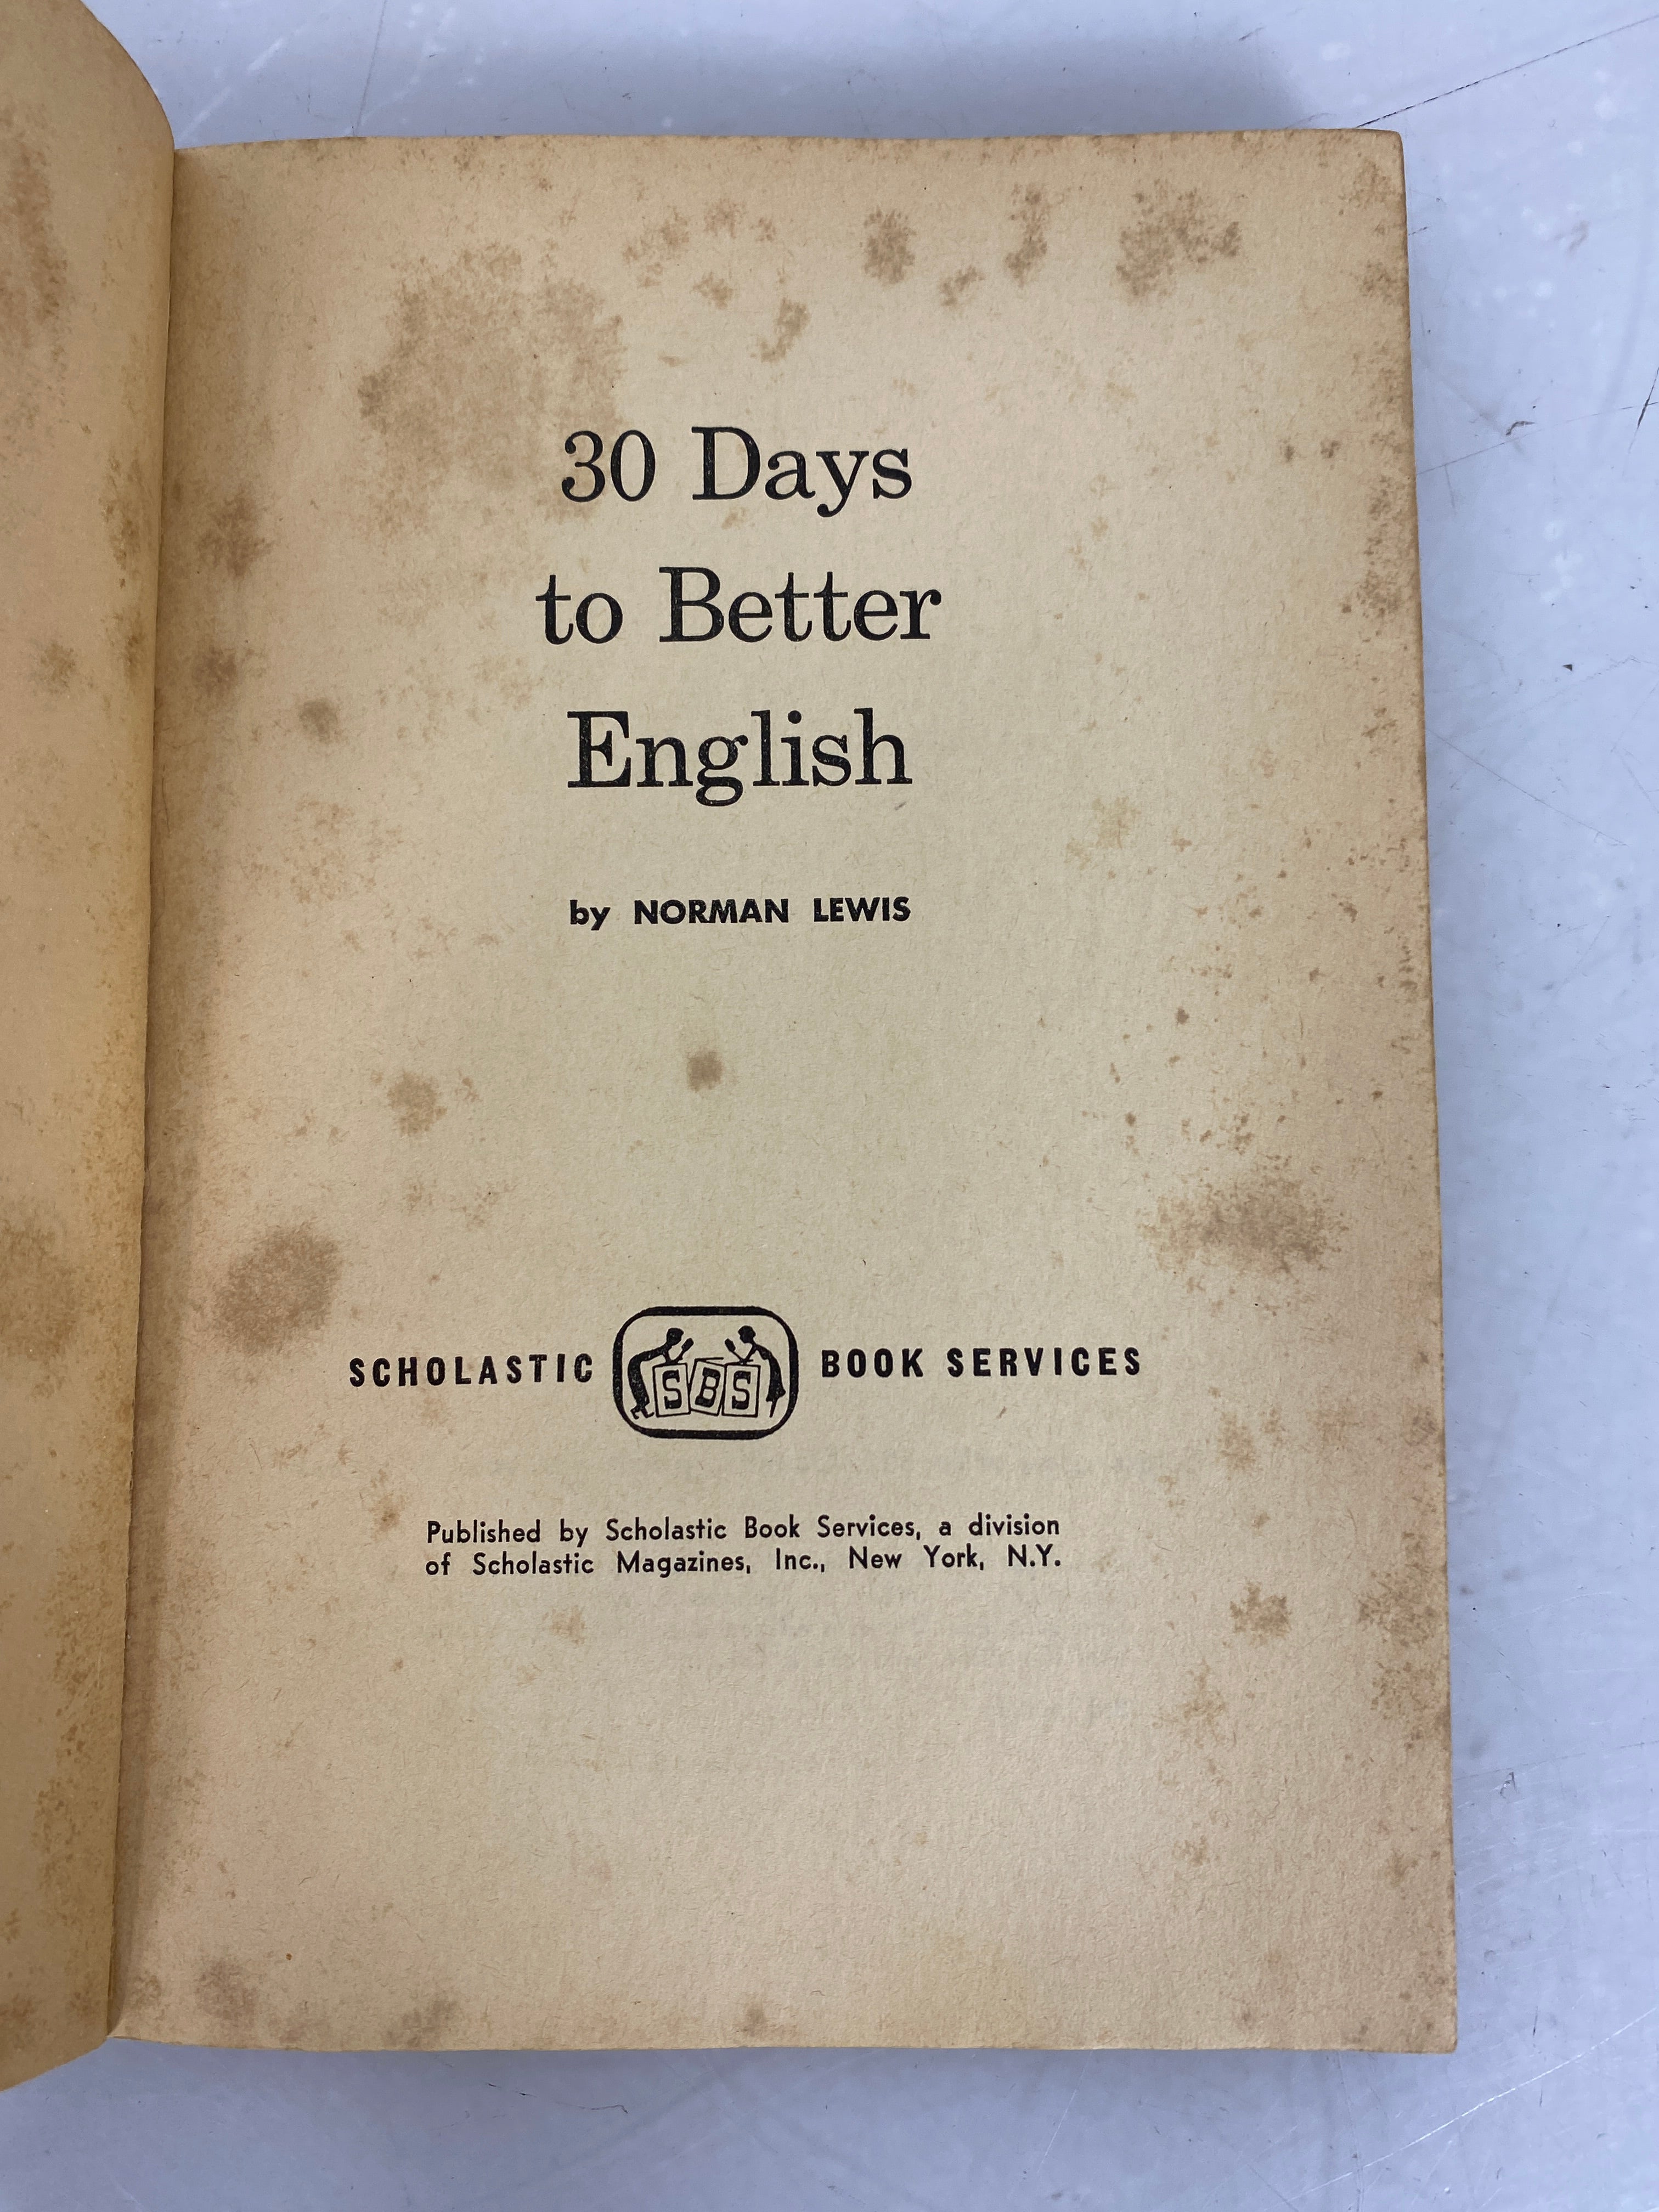 30 Days
to Better
English
by NORMAN LEWIS
SCHOLASTIC SBS BOOK SERVICES
Published by Scholastic Book Services, a division
of Scholastic Magazines, Inc., New York, N.Y.